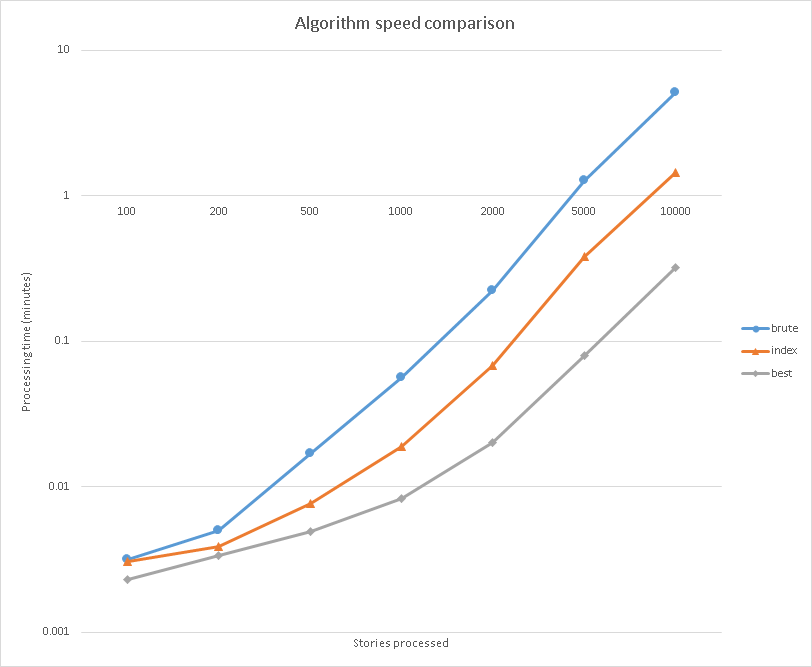 Algorithm speed comparison
10
1
100 200 500 1000 2000 5000 10000
Processing time (minutes)
0.1
brute
index
best
0.01
0.001
Stories processed